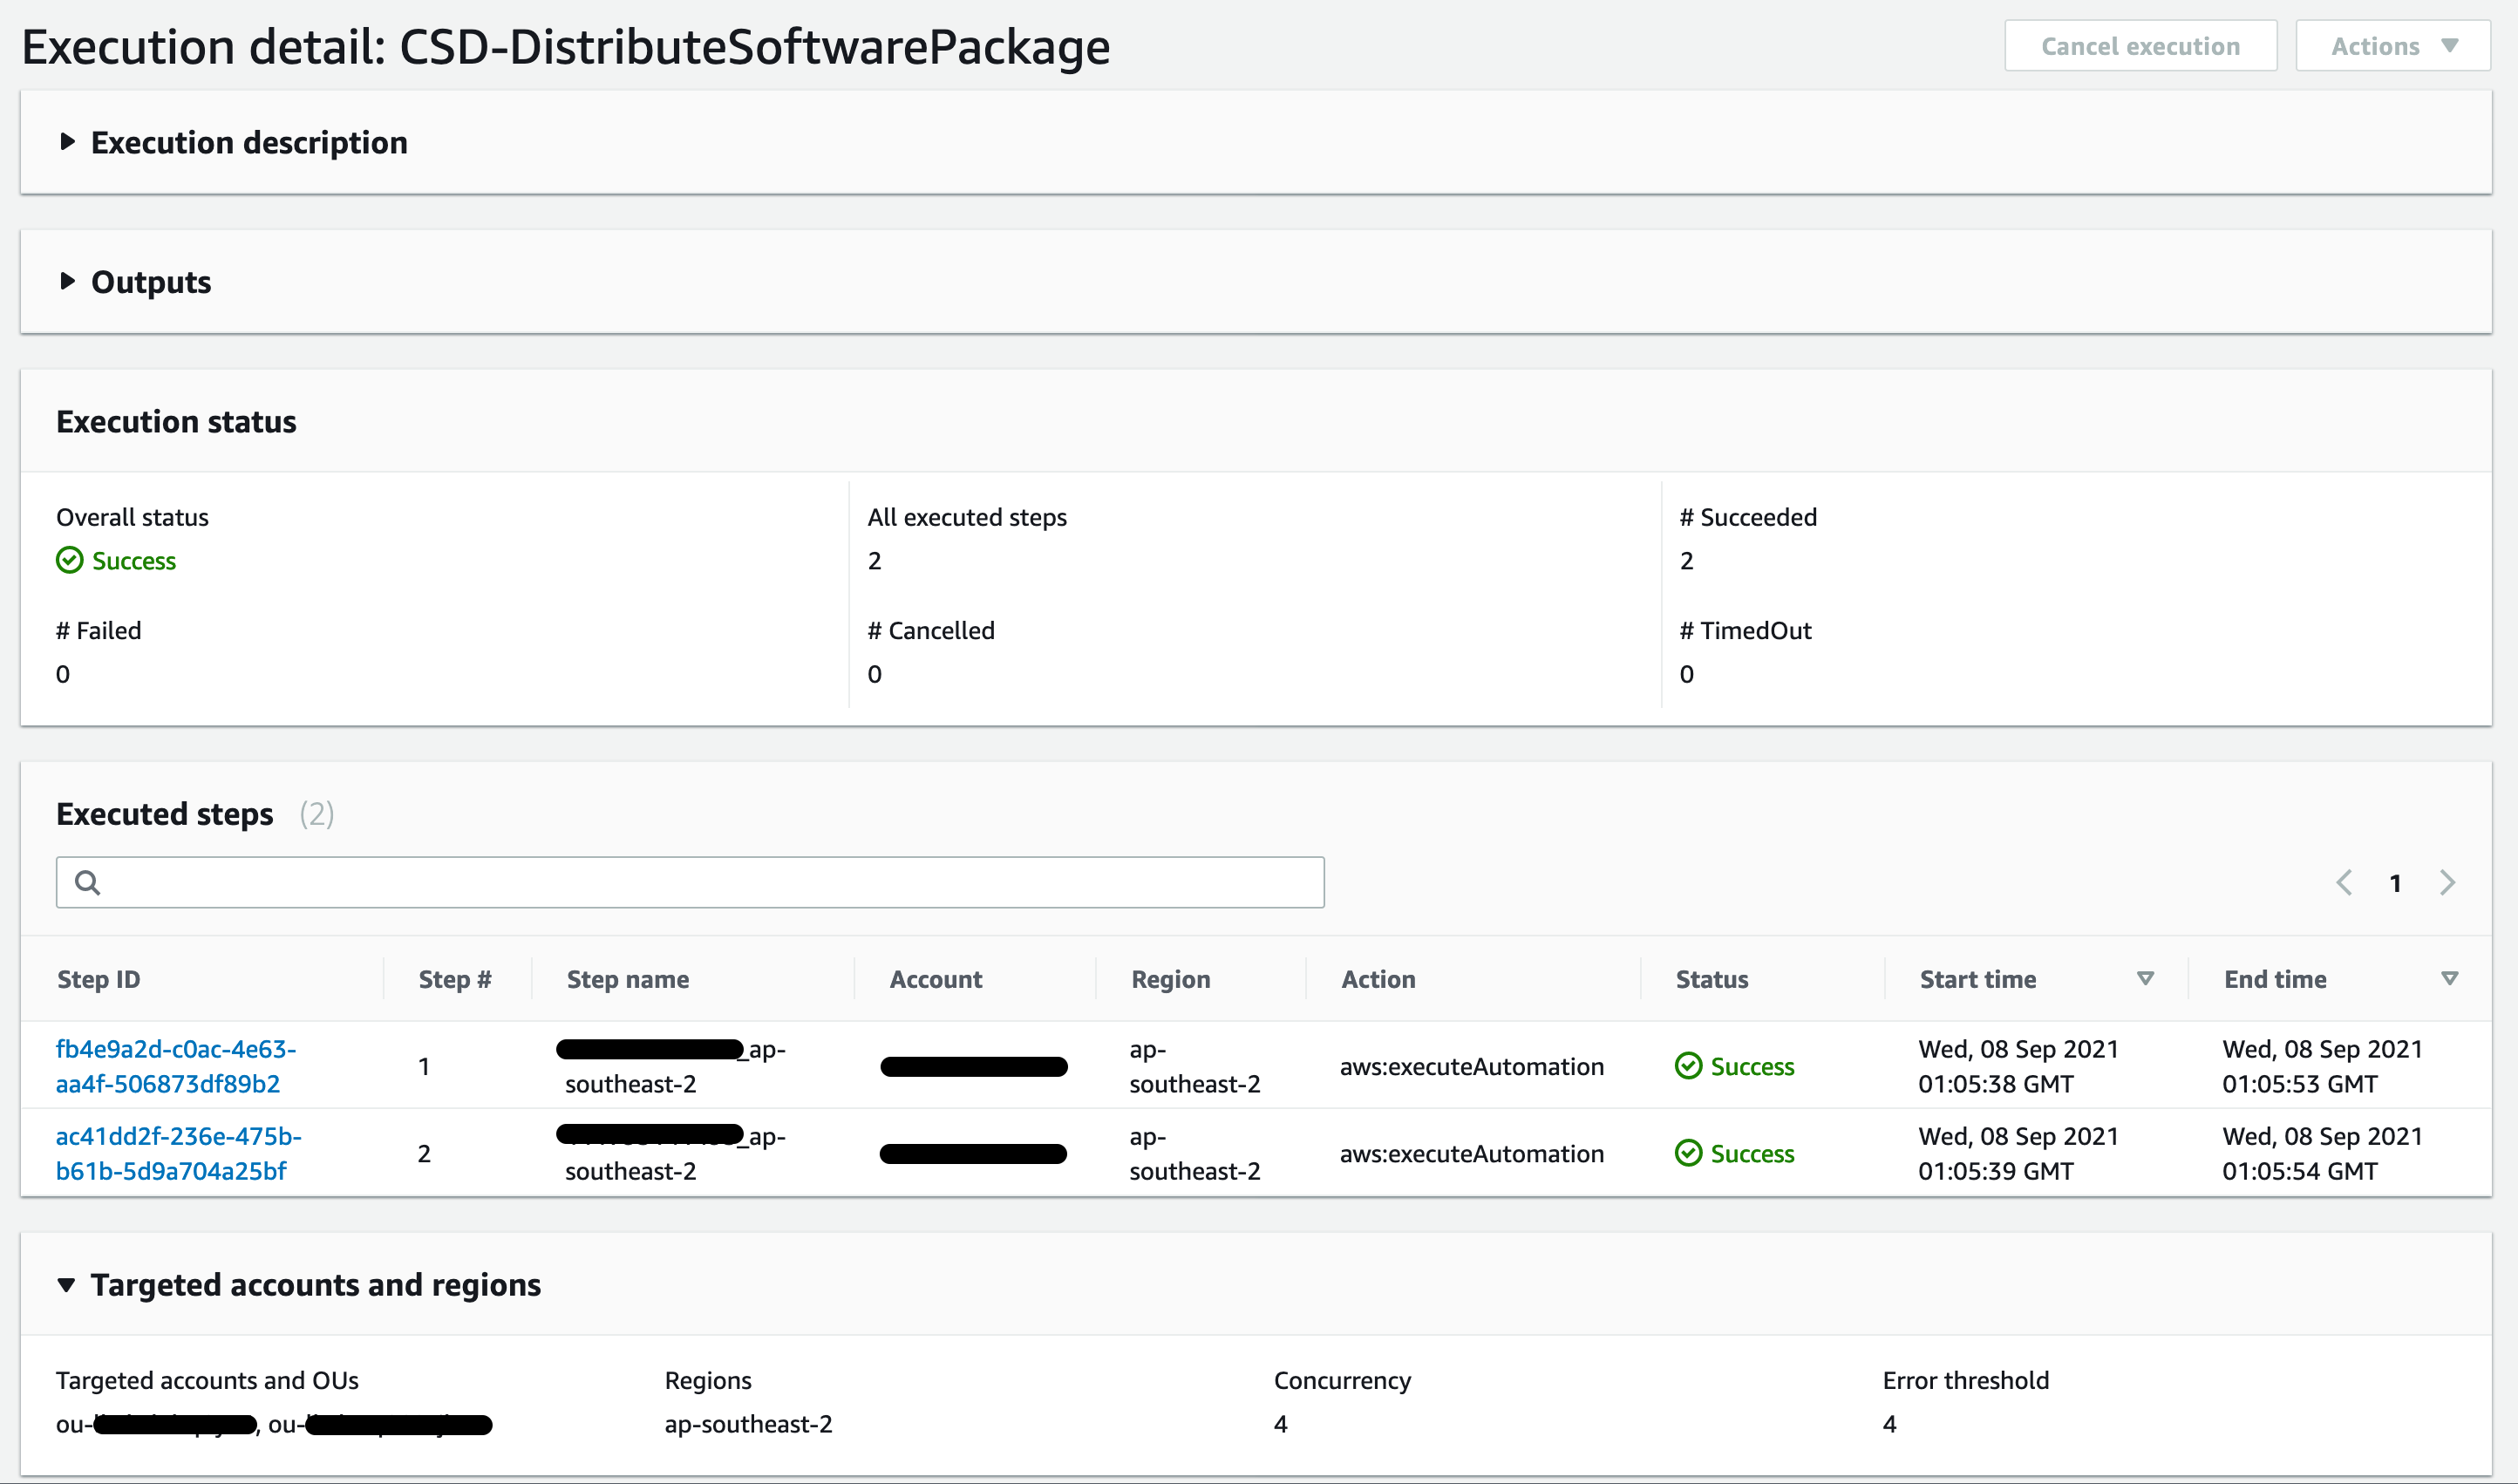 Execution detail: CSD-DistributeSoftwarePackage
Cancel execution
Actions
Execution description
Outputs
Execution status
Overall status
Success
All executed steps
2
# Succeeded
2
# Failed
0
# Cancelled
0
# TimedOut
0
Executed steps (2)
1
Step ID Step # Step name Account Region Action Status Start time End time
fb4e9a2d-c0ac-4e63-
aa4f-506873df89b2
1
_ap-
southeast-2
ap-
southeast-2
aws:executeAutomation
Success
Wed, 08 Sep 2021
01:05:38 GMT
Wed, 08 Sep 2021
01:05:53 GMT
ac41dd2f-236e-475b-
b61b-5d9a704a25bf
2
_ap-
southeast-2
ap-
southeast-2
aws:executeAutomation
Success
Wed, 08 Sep 2021
01:05:39 GMT
Wed, 08 Sep 2021
01:05:54 GMT
Targeted accounts and regions
Targeted accounts and OUs
ou- , ou-
Regions
ap-southeast-2
Concurrency
4
Error threshold
4